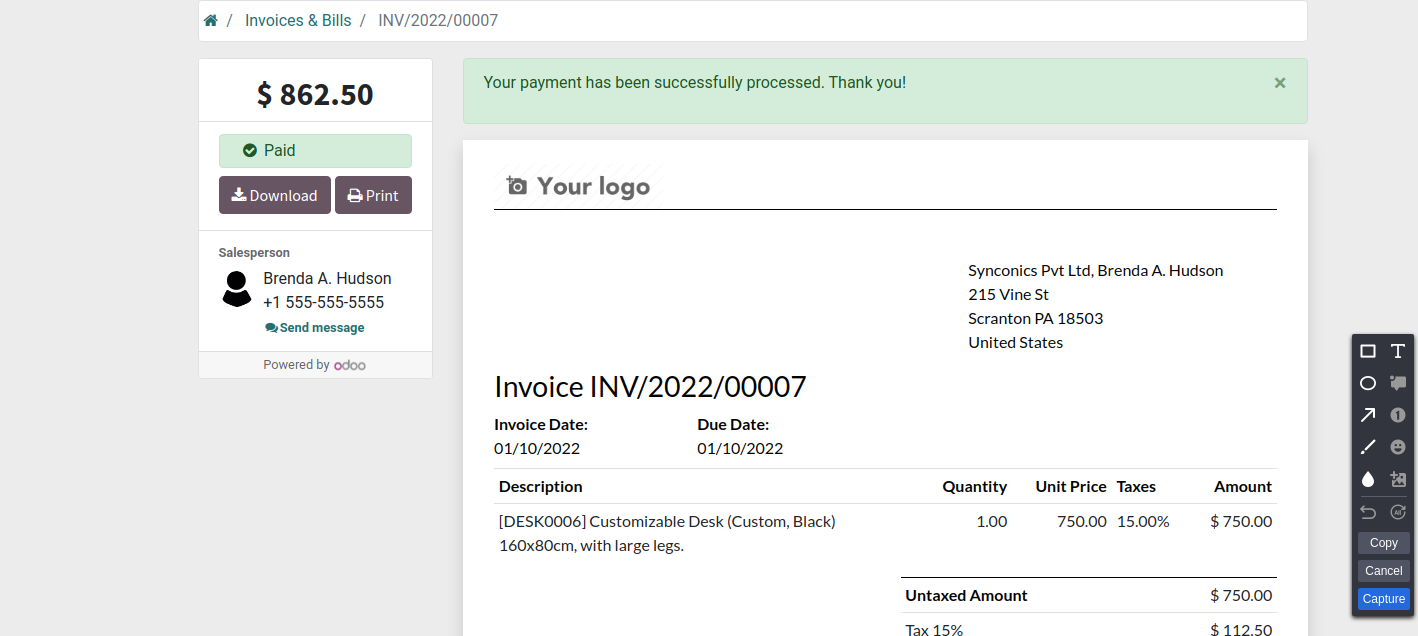 / Invoices & Bills / INV/2022/00007
$ 862.50
Paid
Download Print
Salesperson
Brenda A. Hudson
+1 555-555-5555
Send message
Powered by odoo
Your payment has been successfully processed. Thank you! ×
Your logo
Synconics Pvt Ltd, Brenda A. Hudson
215 Vine St
Scranton PA 18503
United States
Invoice INV/2022/00007
Invoice Date: Due Date:
01/10/2022 01/10/2022
Description Quantity Unit Price Taxes Amount
[DESK0006] Customizable Desk (Custom, Black) 1.00 750.00 15.00% $ 750.00
160x80cm, with large legs.
Untaxed Amount $ 750.00
Tax 15% $ 112.50
T
1
All
Copy
Cancel
Capture